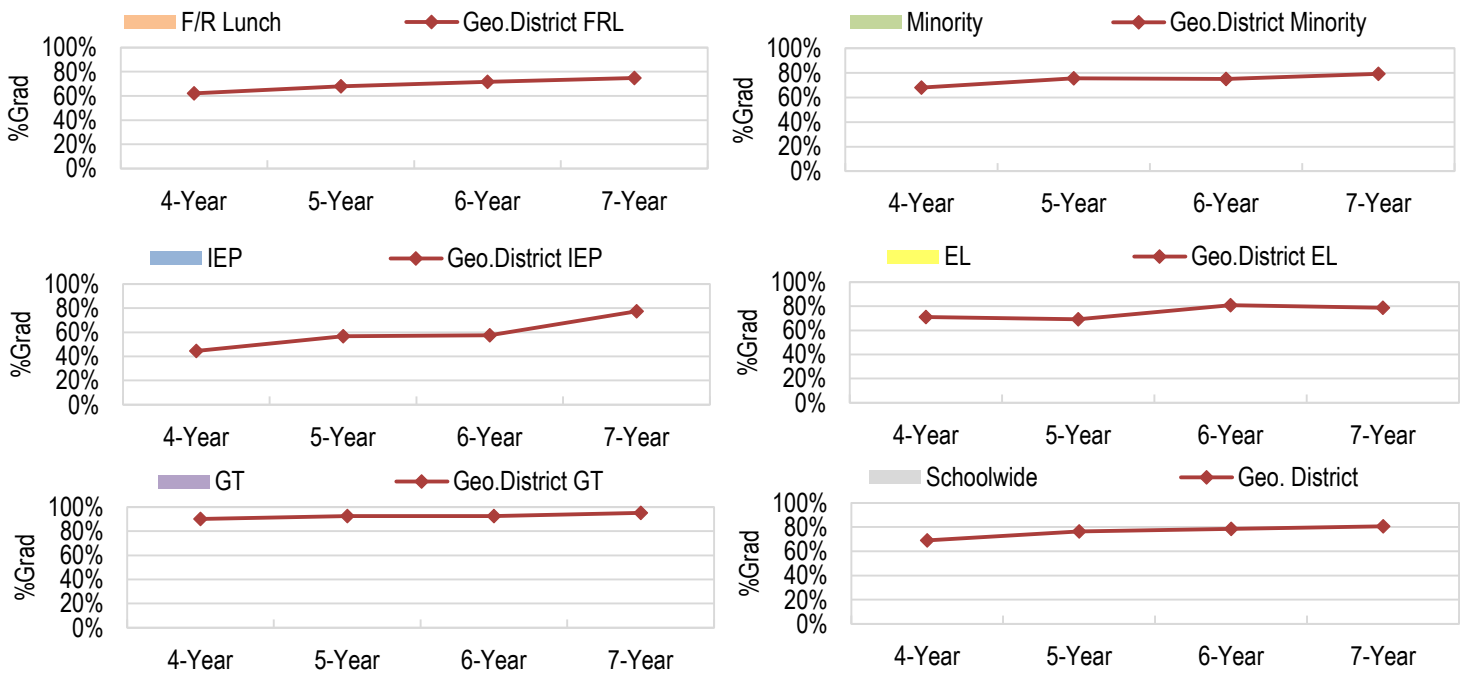 F/R Lunch Geo.District FRL
100%
80%
60%
40%
20%
0%
%Grad
4-Year 5-Year 6-Year 7-Year
Minority Geo.District Minority
100%
80%
60%
40%
20%
0%
%Grad
4-Year 5-Year 6-Year 7-Year
IEP Geo.District IEP
100%
80%
60%
40%
20%
0%
%Grad
4-Year 5-Year 6-Year 7-Year
EL Geo.District EL
100%
80%
60%
40%
20%
0%
%Grad
4-Year 5-Year 6-Year 7-Year
GT Geo.District GT
100%
80%
60%
40%
20%
0%
%Grad
4-Year 5-Year 6-Year 7-Year
Schoolwide Geo. District
100%
80%
60%
40%
20%
0%
%Grad
4-Year 5-Year 6-Year 7-Year